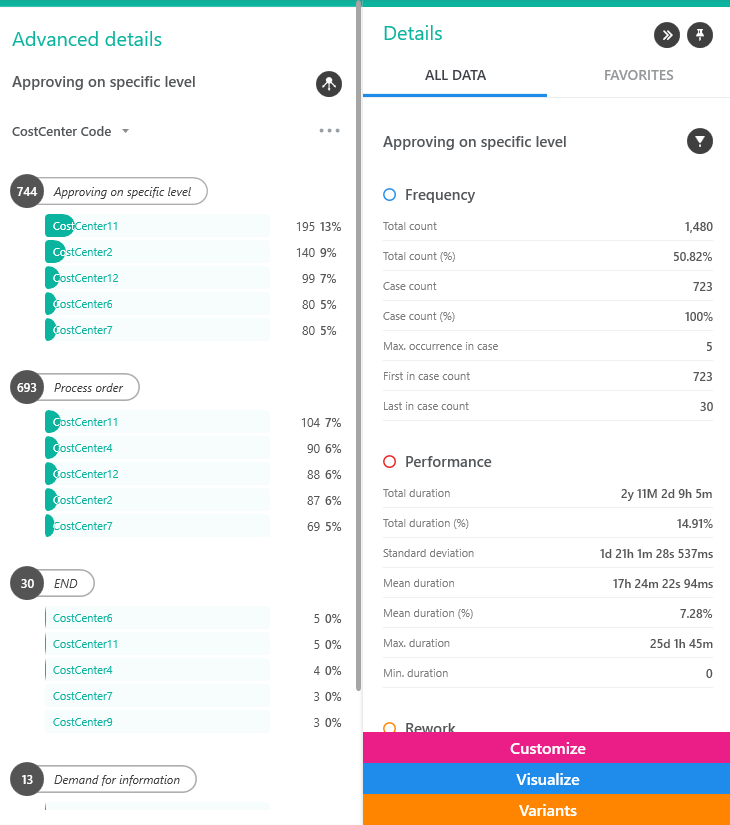 Advanced details
Approving on specific level
CostCenter Code
744 Approving on specific level
CostCenter11 195 13%
CostCenter2 140 9%
CostCenter12 99 7%
CostCenter6 80 5%
CostCenter7 80 5%
693 Process order
CostCenter11 104 7%
CostCenter4 90 6%
CostCenter12 88 6%
CostCenter2 87 6%
CostCenter7 69 5%
30 END
CostCenter6 5 0%
CostCenter11 5 0%
CostCenter4 4 0%
CostCenter7 3 0%
CostCenter9 3 0%
13 Demand for information
Details
ALL DATA FAVORITES
Approving on specific level
Frequency
Total count 1,480
Total count (%) 50.82%
Case count 723
Case count (%) 100%
Max. occurrence in case 5
First in case count 723
Last in case count 30
Performance
Total duration 2y 11M 2d 9h 5m
Total duration (%) 14.91%
Standard deviation 1d 21h 1m 28s 537ms
Mean duration 17h 24m 22s 94ms
Mean duration (%) 7.28%
Max. duration 25d 1h 45m
Min. duration 0
Rework
Customize
Visualize
Variants